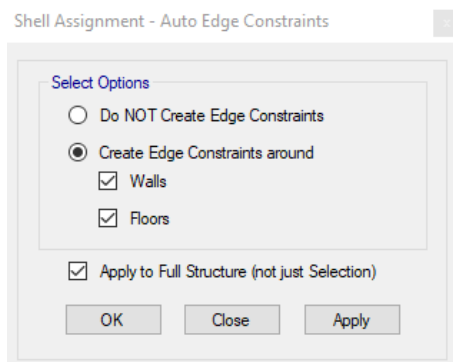 Shell Assignment - Auto Edge Constraints
Select Options
Do NOT Create Edge Constraints
Create Edge Constraints around
Walls
Floors
Apply to Full Structure (not just Selection)
OK Close Apply